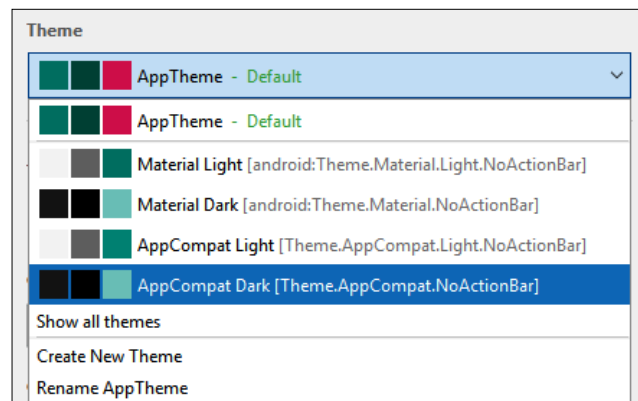 Theme
AppTheme - Default
AppTheme - Default
Material Light [android:Theme.Material.Light.NoActionBar]
Material Dark [android:Theme.Material.NoActionBar]
AppCompat Light [Theme.AppCompat.Light.NoActionBar]
AppCompat Dark [Theme.AppCompat.NoActionBar]
Show all themes
Create New Theme
Rename AppTheme